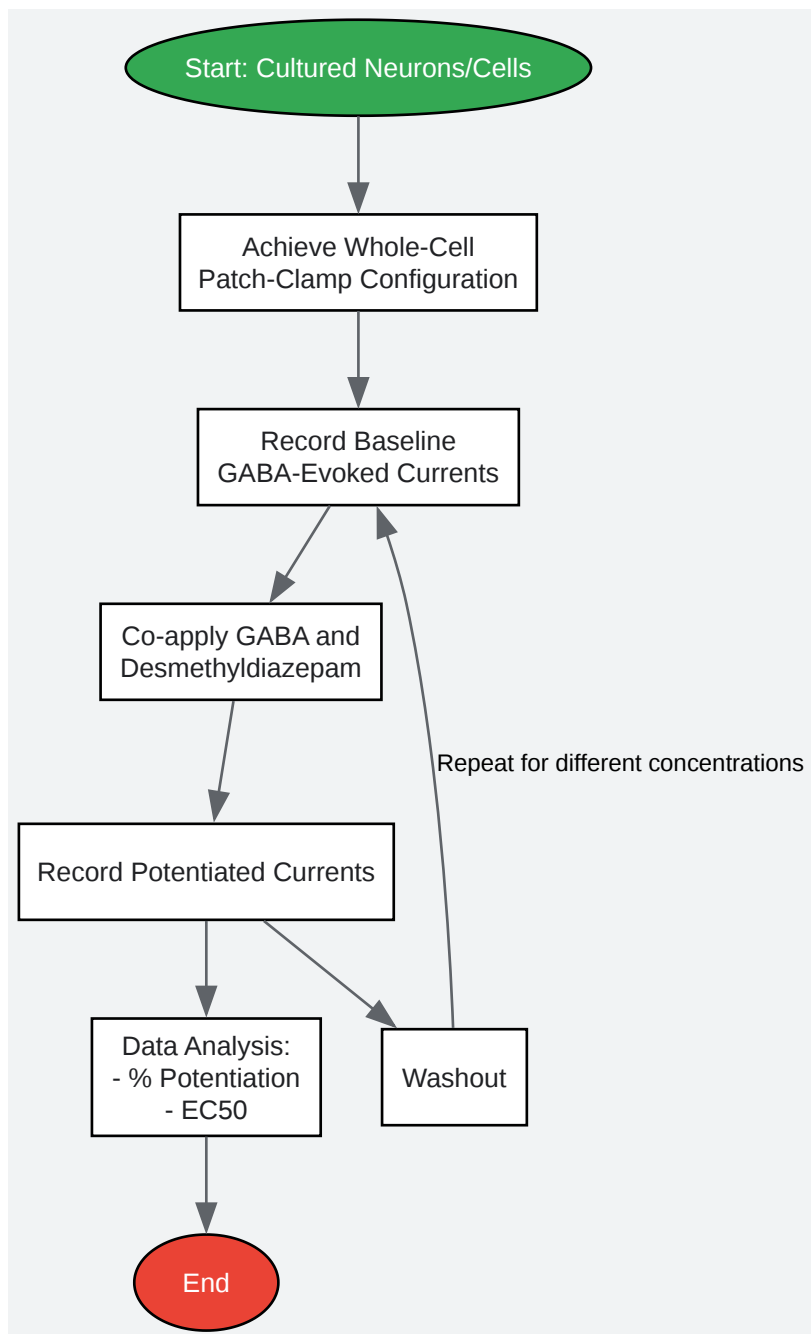 Start: Cultured Neurons/Cells
Achieve Whole-Cell
Patch-Clamp Configuration
Record Baseline
GABA-Evoked Currents
Co-apply GABA and
Desmethyldiazepam
Repeat for different concentrations
Record Potentiated Currents
Data Analysis:
- % Potentiation
- EC50
Washout
End